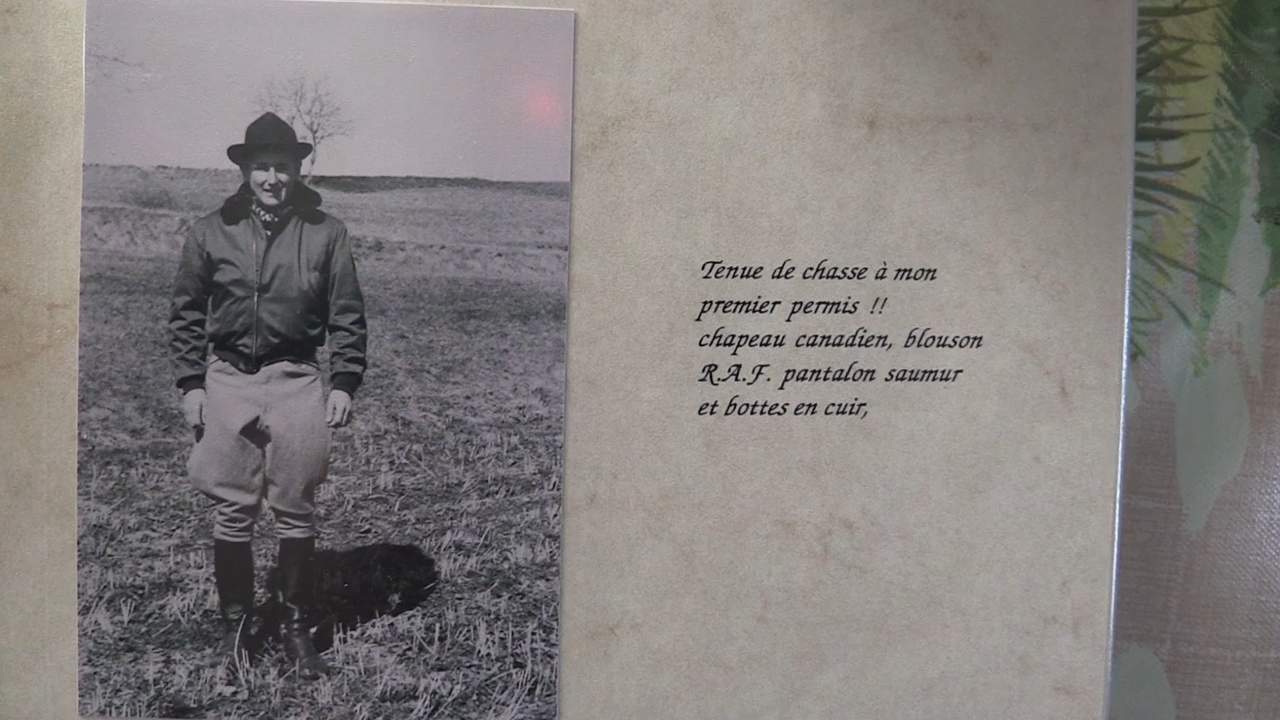 Tenue de chasse à mon
premier permis !!
chapeau canadien, blouson
R.A.F. pantalon saumur
et bottes en cuir,